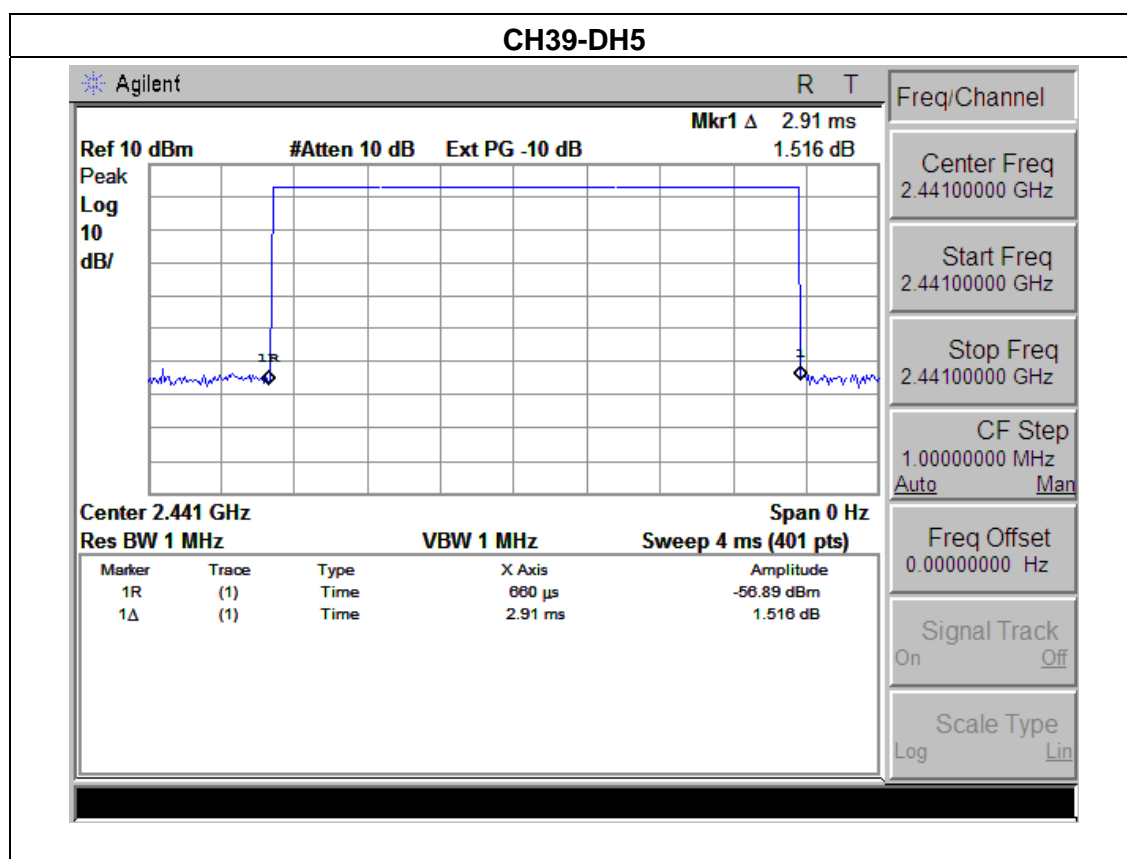 CH39-DH5
Agilent R T
Mkr1 Δ 2.91 ms
Ref 10 dBm #Atten 10 dB Ext PG -10 dB 1.516 dB
Peak
Log
10
dB/
1R
1
Center 2.441 GHz Span 0 Hz
Res BW 1 MHz VBW 1 MHz Sweep 4 ms (401 pts)
Marker Trace Type X Axis Amplitude
1R (1) Time 660 µs -56.89 dBm
1Δ (1) Time 2.91 ms 1.516 dB
Freq/Channel
Center Freq
2.44100000 GHz
Start Freq
2.44100000 GHz
Stop Freq
2.44100000 GHz
CF Step
1.00000000 MHz
Auto Man
Freq Offset
0.00000000 Hz
Signal Track
On Off
Scale Type
Log Lin